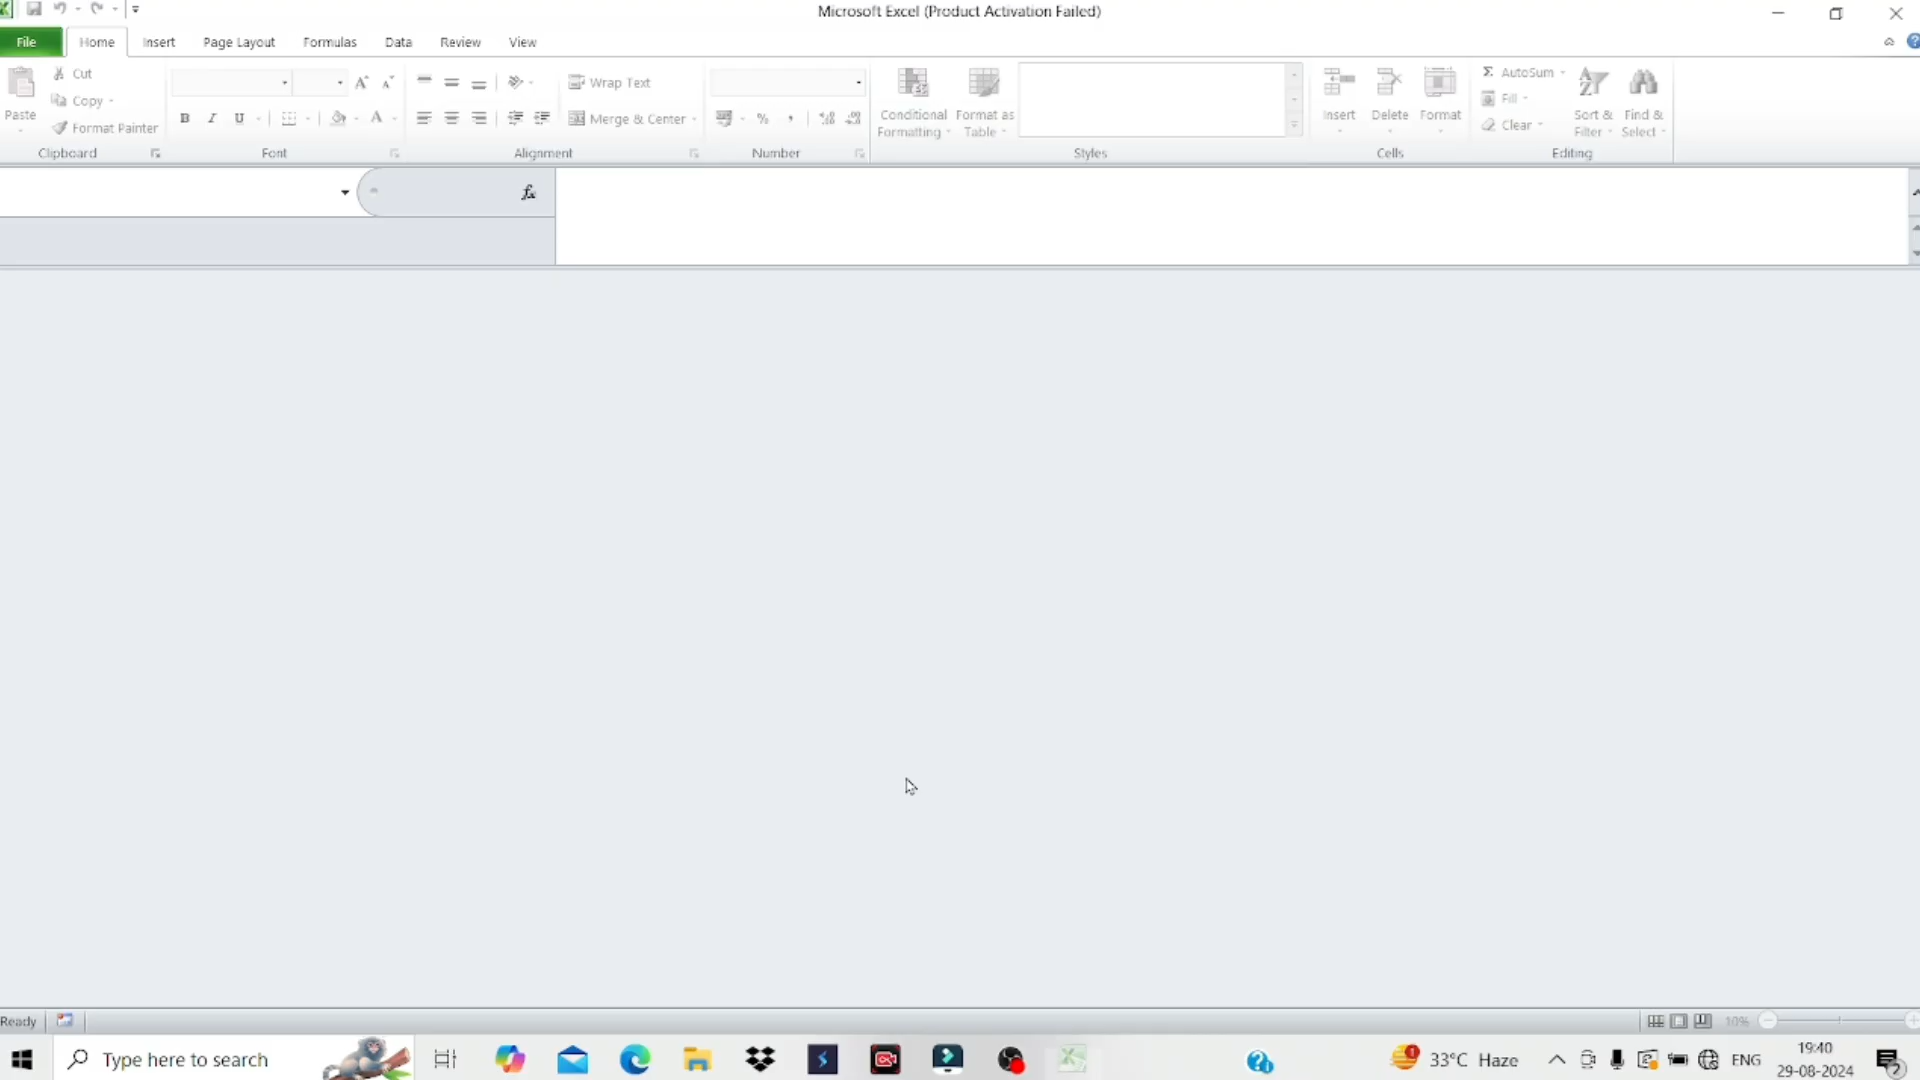 Microsoft Excel (Product Activation Failed)
File Home Insert Page Layout Formulas Data Review View
Paste
Cut
Copy
Format Painter
Clipboard
B I U A
Font
Wrap Text
Merge & Center
Alignment
% ,
Number
Conditional Formatting
Format as Table
Styles
Insert Delete Format
Cells
Σ AutoSum
Fill
Clear
Sort & Filter
Find & Select
Editing
fx
Ready
10%
Type here to search
33°C Haze
ENG
19:40
29-08-2024
2